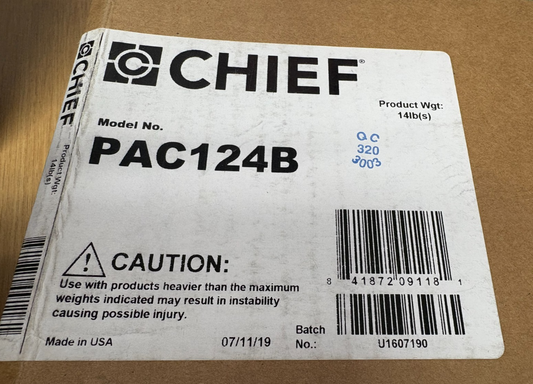 CHIEF®
Product Wgt:
14lb(s)
Model No.
PAC124B
QC
320
3003
CAUTION:
Use with products heavier than the maximum
weights indicated may result in instability
causing possible injury.
8 41872 09118 1
Made in USA
07/11/19
Batch
No.:
U1607190
CHIEF
Product Wgt:
14lb(s)